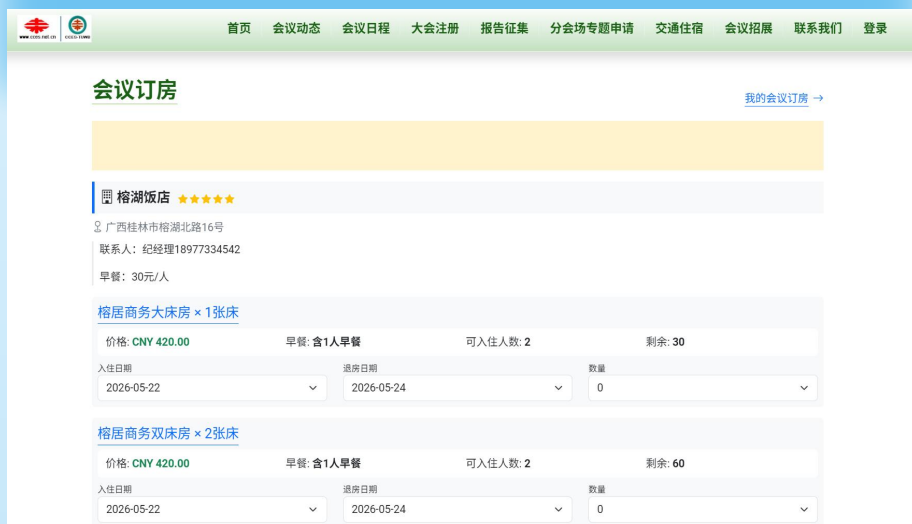 www.cces.net.cn CCES-TUMG
首页 会议动态 会议日程 大会注册 报告征集 分会场专题申请 交通住宿 会议招展 联系我们 登录
会议订房
我的会议订房 →
榕湖饭店
广西桂林市榕湖北路16号
联系人：纪经理18977334542
早餐：30元/人
榕居商务大床房 × 1张床
价格: CNY 420.00 早餐: 含1人早餐 可入住人数: 2 剩余: 30
入住日期 退房日期 数量
2026-05-22 2026-05-24 0
榕居商务双床房 × 2张床
价格: CNY 420.00 早餐: 含1人早餐 可入住人数: 2 剩余: 60
入住日期 退房日期 数量
2026-05-22 2026-05-24 0